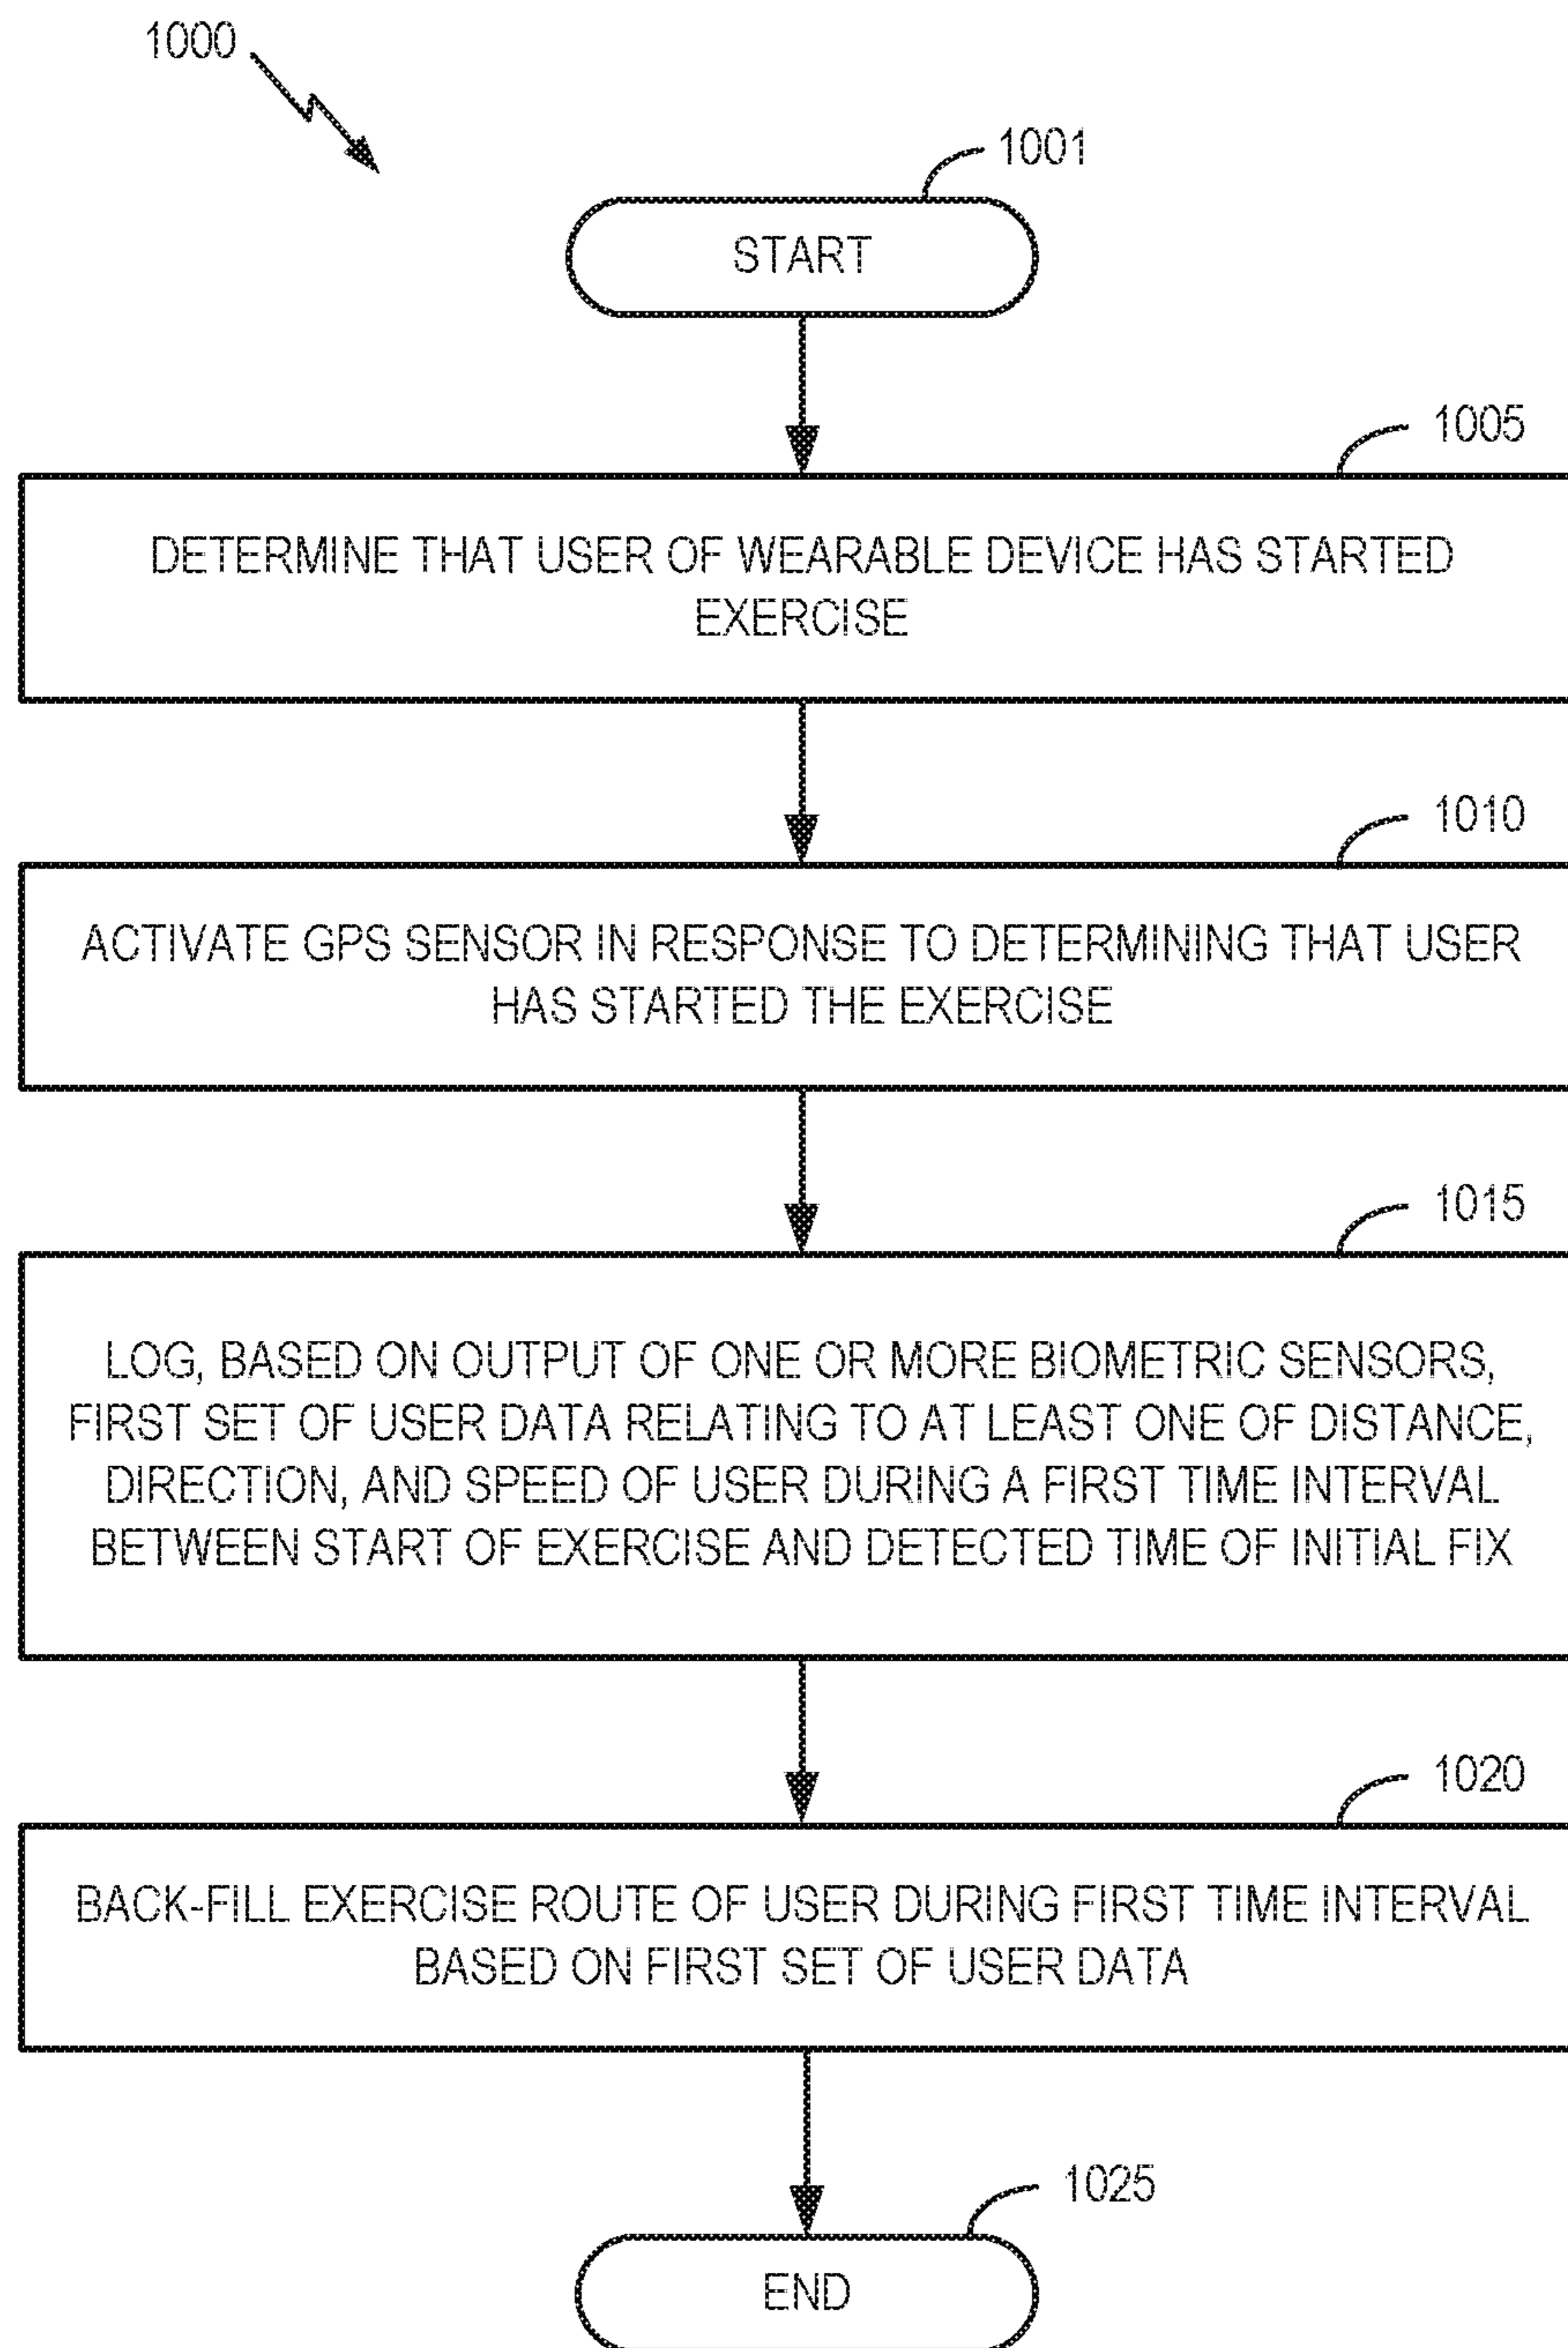 1000
1001
START
1005
DETERMINE THAT USER OF WEARABLE DEVICE HAS STARTED
EXERCISE
1010
ACTIVATE GPS SENSOR IN RESPONSE TO DETERMINING THAT USER
HAS STARTED THE EXERCISE
1015
LOG, BASED ON OUTPUT OF ONE OR MORE BIOMETRIC SENSORS,
FIRST SET OF USER DATA RELATING TO AT LEAST ONE OF DISTANCE,
DIRECTION, AND SPEED OF USER DURING A FIRST TIME INTERVAL
BETWEEN START OF EXERCISE AND DETECTED TIME OF INITIAL FIX
1020
BACK-FILL EXERCISE ROUTE OF USER DURING FIRST TIME INTERVAL
BASED ON FIRST SET OF USER DATA
1025
END